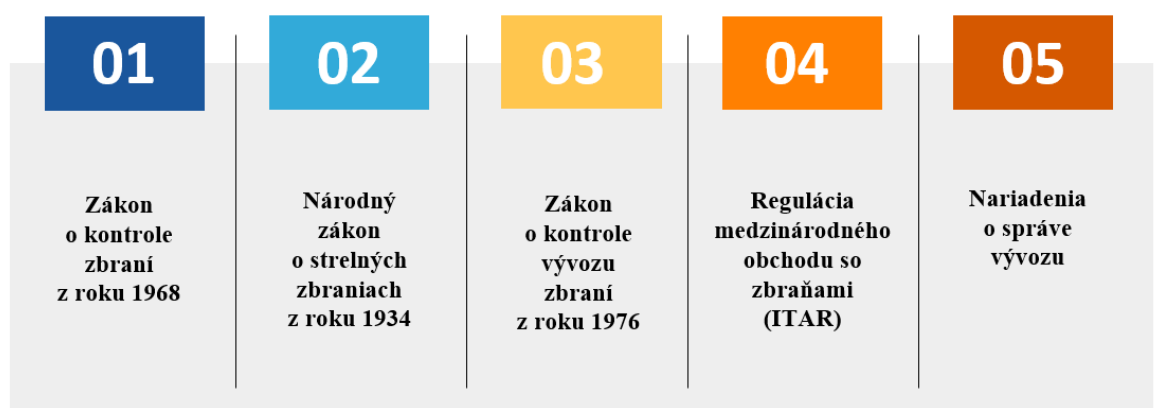 01
Zákon
o kontrole
zbraní
z roku 1968
02
Národný
zákon
o strelných
zbraniach
z roku 1934
03
Zákon
o kontrole
vývozu
zbraní
z roku 1976
04
Regulácia
medzinárodného
obchodu so
zbraňami
(ITAR)
05
Nariadenia
o správe
vývozu